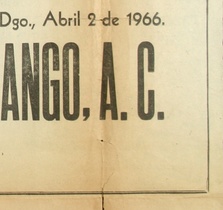 Dgo., Abril 2 de 1966.
ANGO, A. C.